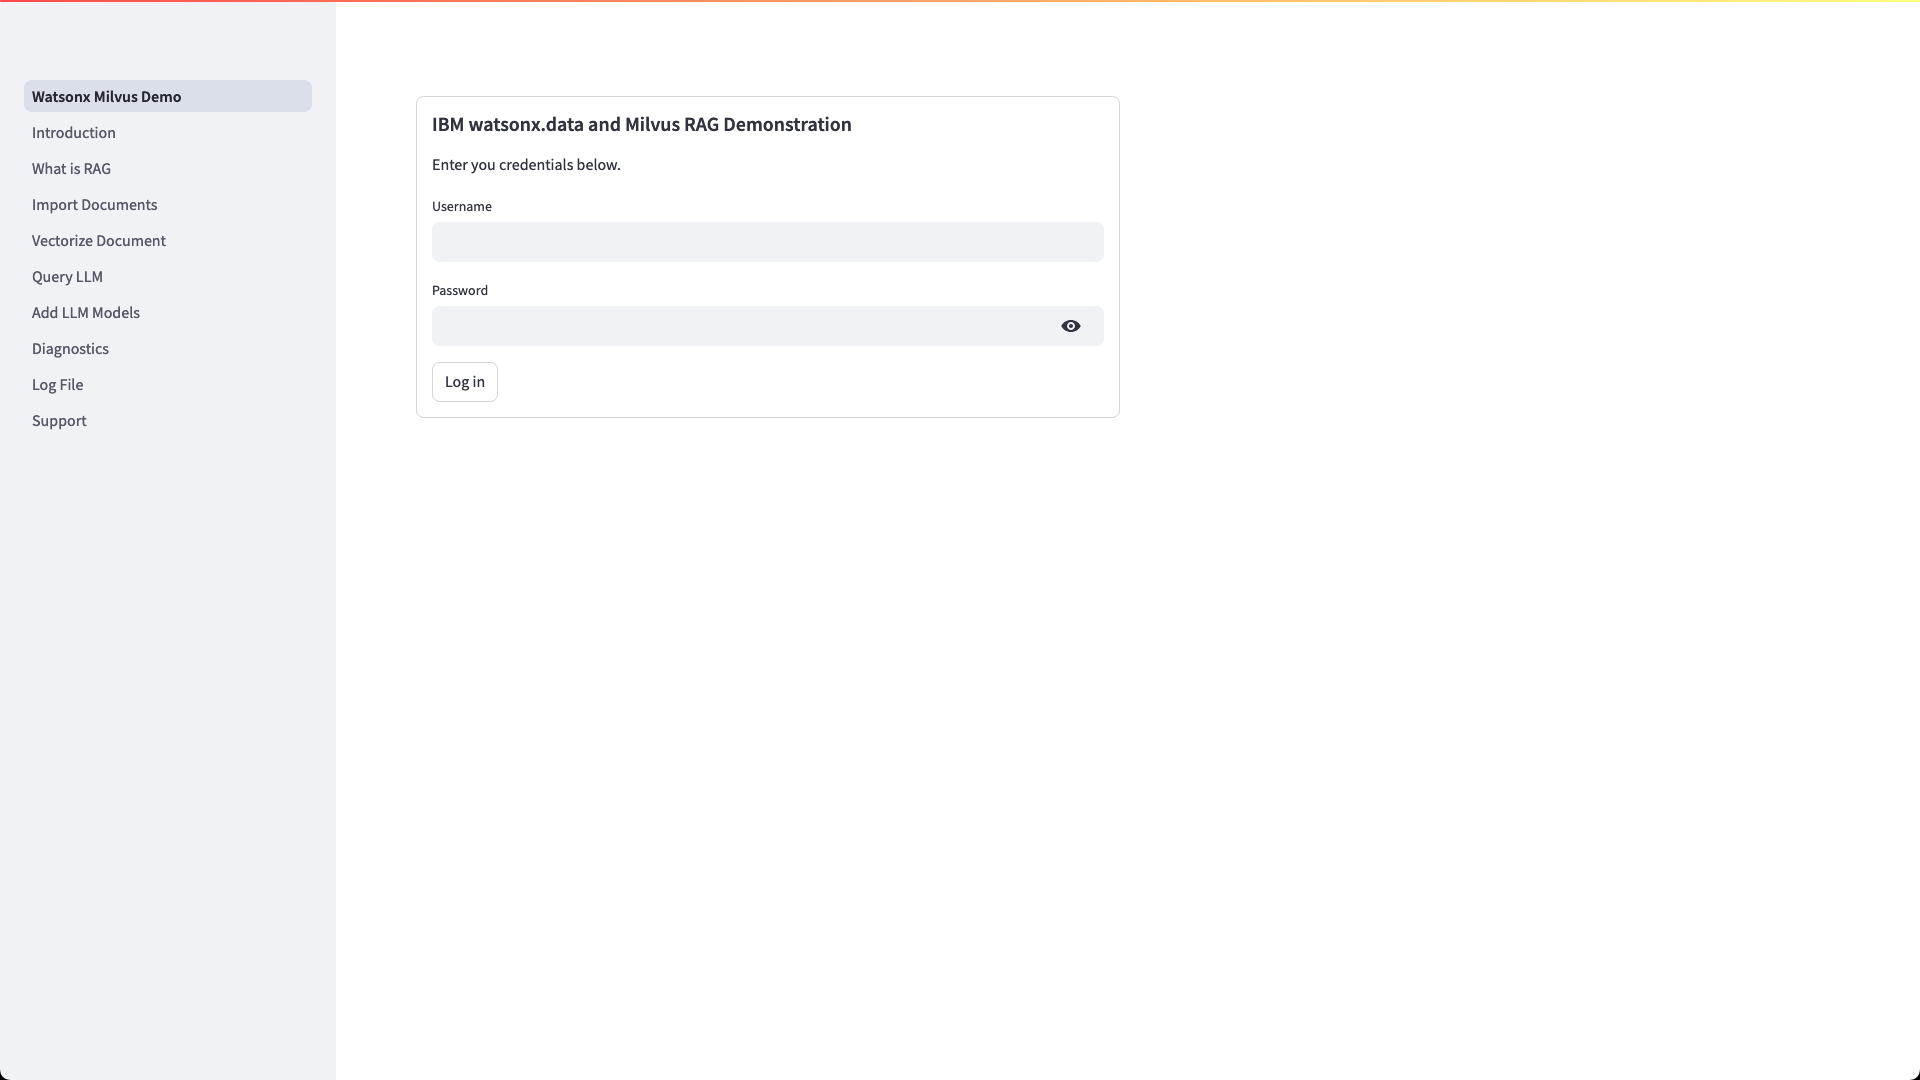 Watsonx Milvus Demo
Introduction
What is RAG
Import Documents
Vectorize Document
Query LLM
Add LLM Models
Diagnostics
Log File
Support
IBM watsonx.data and Milvus RAG Demonstration
Enter you credentials below.
Username
Password
Log in